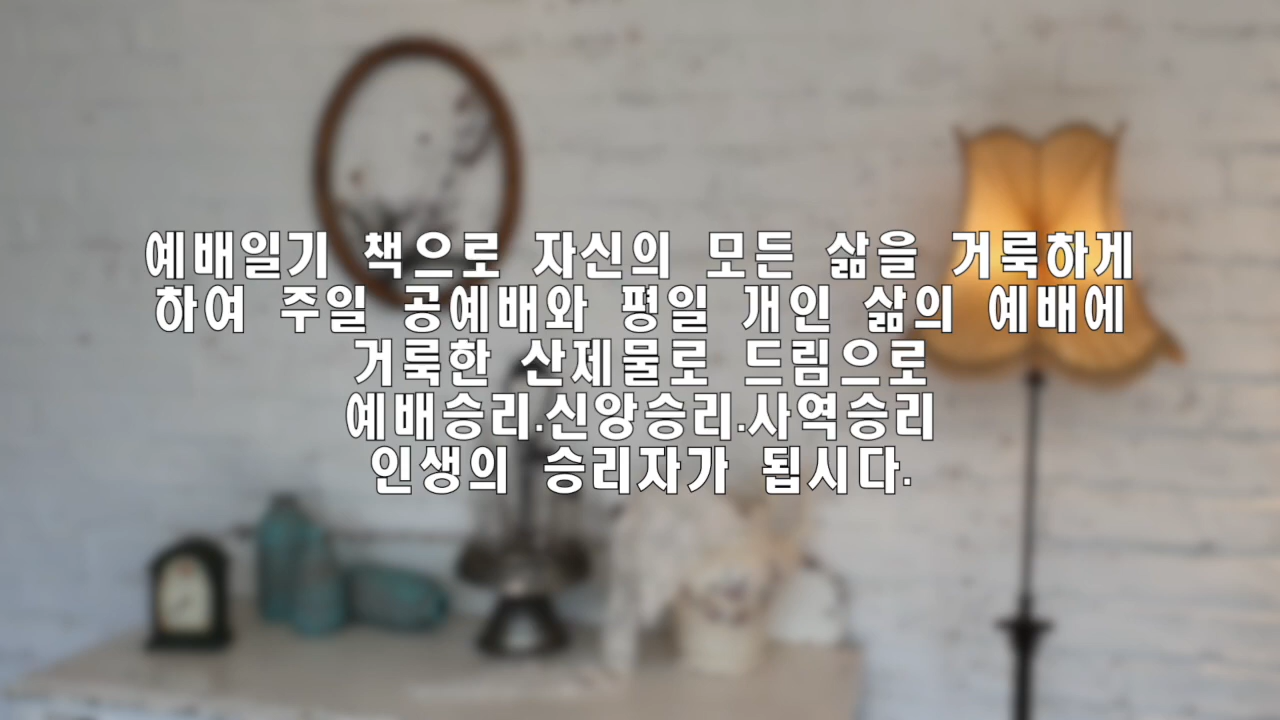 예배일기 책으로 자신의 모든 삶을 거룩하게
하여 주일 공예배와 평일 개인 삶의 예배에
거룩한 산제물로 드림으로
예배승리.신앙승리.사역승리
인생의 승리자가 됩시다.